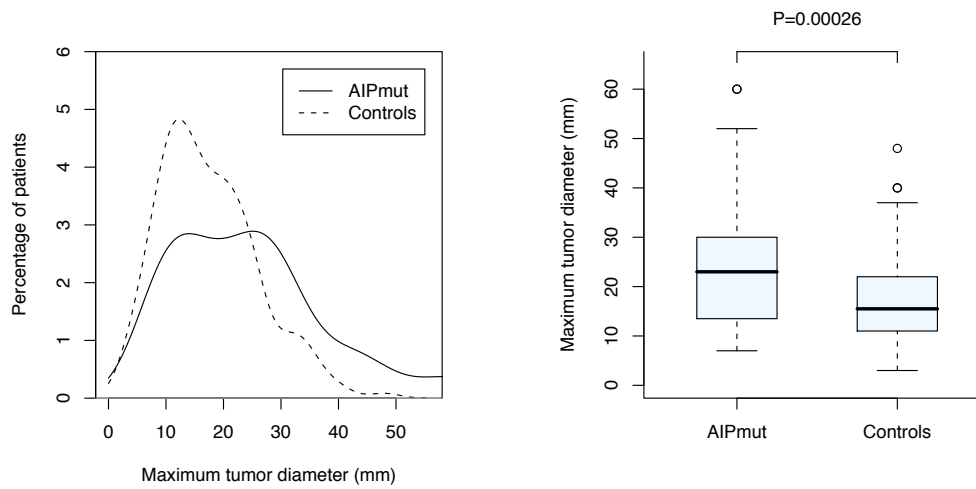 P=0.00026
6
5
4
3
2
1
0
Percentage of patients
AIPmut
Controls
0 10 20 30 40 50
Maximum tumor diameter (mm)
60
50
40
30
20
10
0
Maximum tumor diameter (mm)
AIPmut Controls